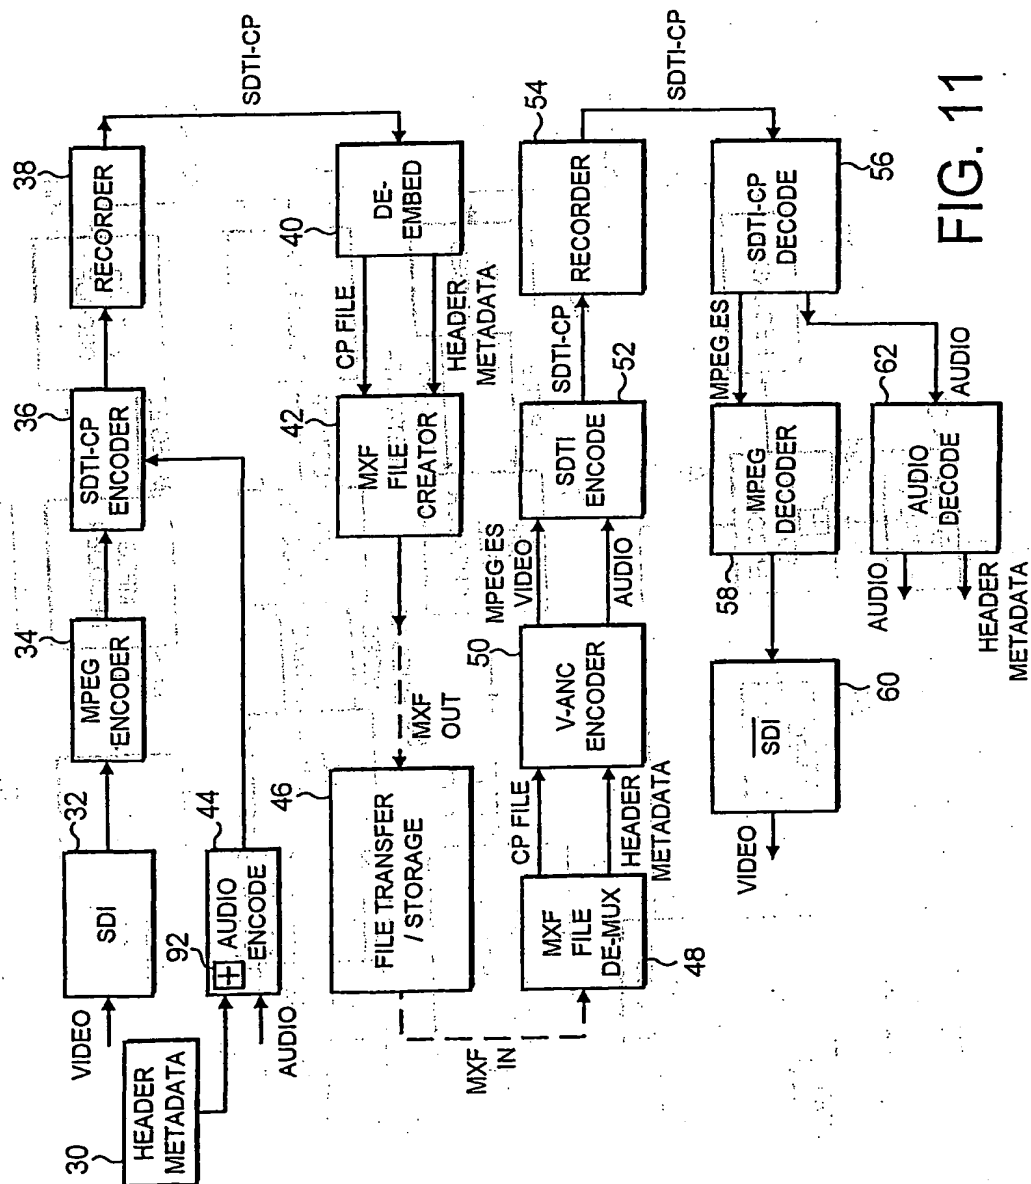 30
HEADER
METADATA
VIDEO
32
SDI
34
MPEG
ENCODER
36
SDTI-CP
ENCODER
38
RECORDER
SDTI-CP
AUDIO
92
44
AUDIO
ENCODE
40
DE-
EMBED
CP FILE
HEADER
METADATA
42
MXF
FILE
CREATOR
MXF
OUT
46
FILE TRANSFER
/ STORAGE
MXF
IN
48
MXF
FILE
DE-MUX
CP FILE
HEADER
METADATA
50
V-ANC
ENCODER
MPEG ES
VIDEO
AUDIO
52
SDTI
ENCODE
SDTI-CP
54
RECORDER
SDTI-CP
56
SDTI-CP
DECODE
MPEG.ES
AUDIO
58
MPEG
DECODER
62
AUDIO
DECODE
AUDIO
HEADER
METADATA
60
SDI
VIDEO
FIG. 11